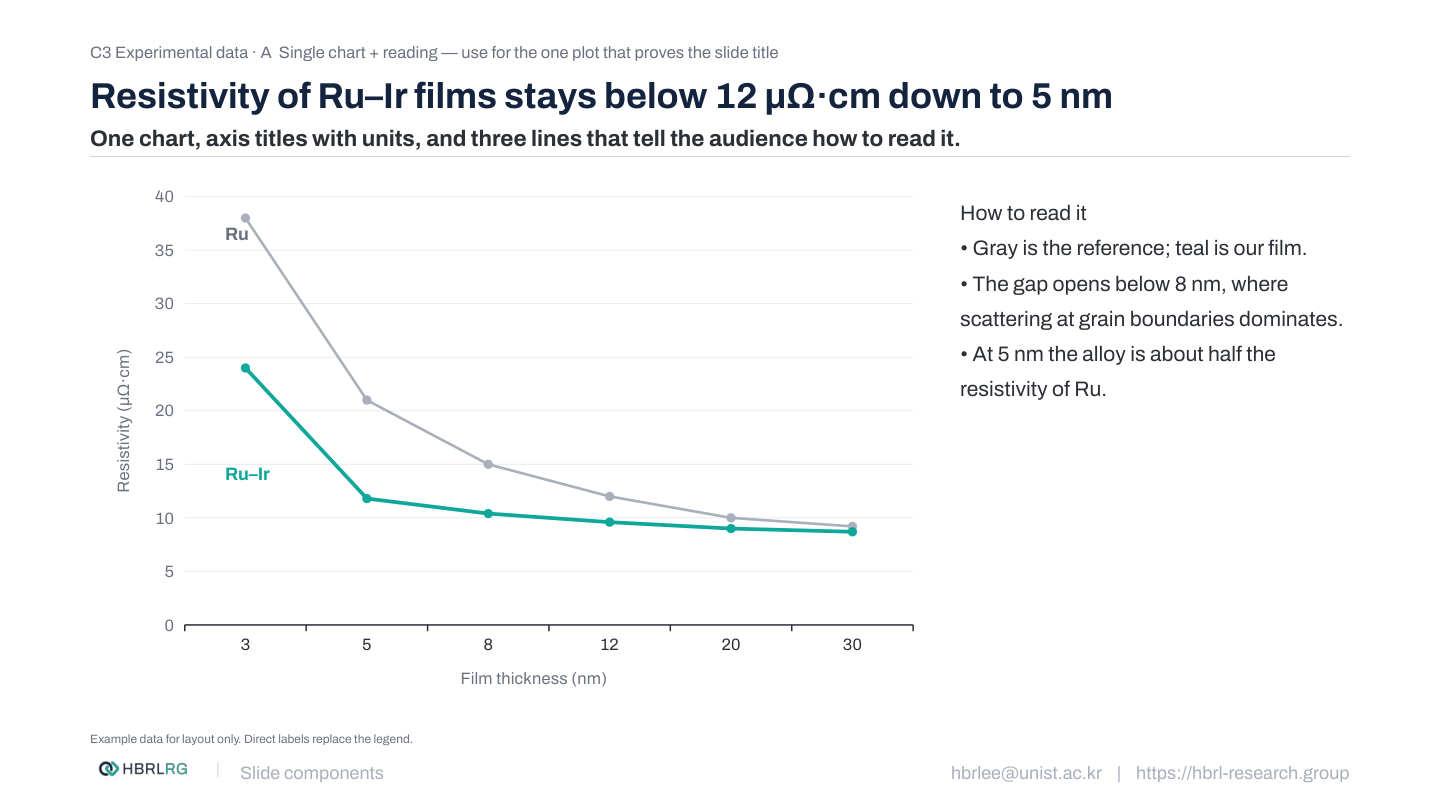 C3 Experimental data · A  Single chart + reading — use for the one plot that proves the slide title
Resistivity of Ru–Ir films stays below 12 µΩ·cm down to 5 nm
One chart, axis titles with units, and three lines that tell the audience how to read it.
40
35
30
25
20
15
10
5
0
Resistivity (µΩ·cm)
Ru
Ru–Ir
3
5
8
12
20
30
Film thickness (nm)
How to read it
• Gray is the reference; teal is our film.
• The gap opens below 8 nm, where
scattering at grain boundaries dominates.
• At 5 nm the alloy is about half the
resistivity of Ru.
Example data for layout only. Direct labels replace the legend.
HBRLRG
Slide components
hbrlee@unist.ac.kr | https://hbrl-research.group